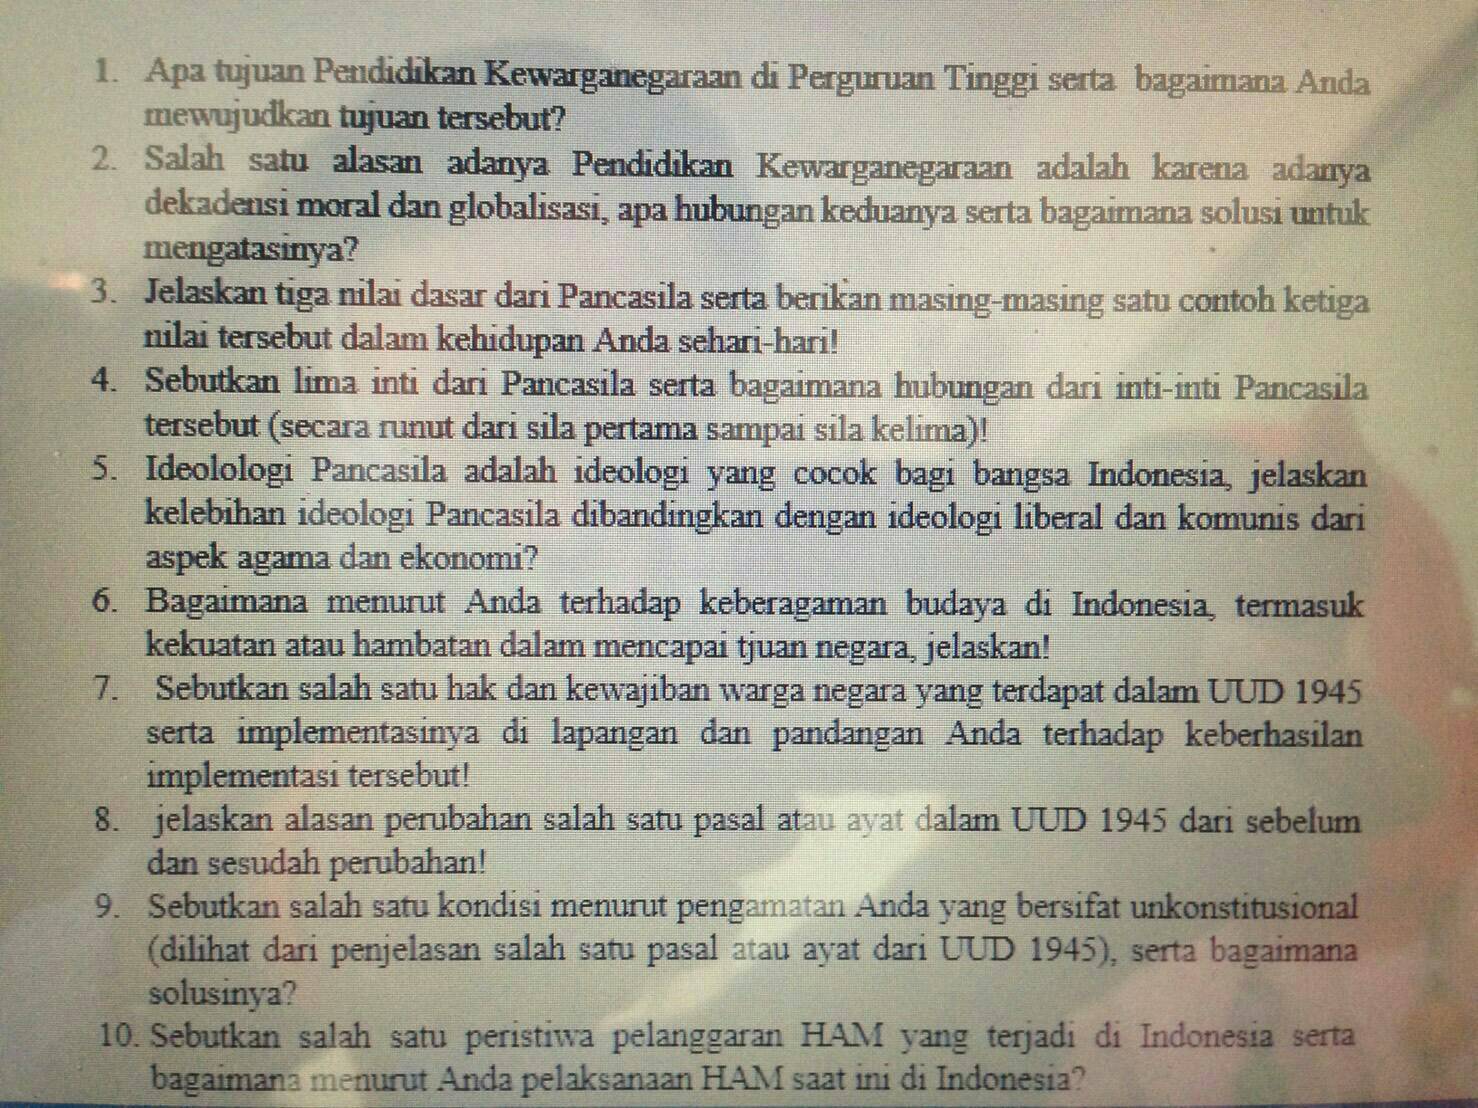 1. Apa tujuan Pendidikan Kewarganegaraan di Perguruan Tinggi serta bagaimana Anda
mewujudkan tujuan tersebut?
2. Salah satu alasan adanya Pendidikan Kewarganegaraan adalah karena adanya
dekadensi moral dan globalisasi, apa hubungan keduanya serta bagaimana solusi untuk
mengatasinya?
3. Jelaskan tiga nilai dasar dari Pancasila serta berikan masing-masing satu contoh ketiga
nilai tersebut dalam kehidupan Anda sehari-hari!
4. Sebutkan lima inti dari Pancasila serta bagaimana hubungan dari inti-inti Pancasila
tersebut (secara runut dari sila pertama sampai sila kelima)!
5. Ideolologi Pancasila adalah ideologi yang cocok bagi bangsa Indonesia, jelaskan
kelebihan ideologi Pancasila dibandingkan dengan ideologi liberal dan komunis dari
aspek agama dan ekonomi?
6. Bagaimana menurut Anda terhadap keberagaman budaya di Indonesia, termasuk
kekuatan atau hambatan dalam mencapai tjuan negara, jelaskan!
7. Sebutkan salah satu hak dan kewajiban warga negara yang terdapat dalam UUD 1945
serta implementasinya di lapangan dan pandangan Anda terhadap keberhasilan
implementasi tersebut!
8. jelaskan alasan perubahan salah satu pasal atau ayat dalam UUD 1945 dari sebelum
dan sesudah perubahan!
9. Sebutkan salah satu kondisi menurut pengamatan Anda yang bersifat unkonstitusional
(dilihat dari penjelasan salah satu pasal atau ayat dari UUD 1945), serta bagaimana
solusinya?
10. Sebutkan salah satu peristiwa pelanggaran HAM yang terjadi di Indonesia serta
bagaimana menurut Anda pelaksanaan HAM saat ini di Indonesia?